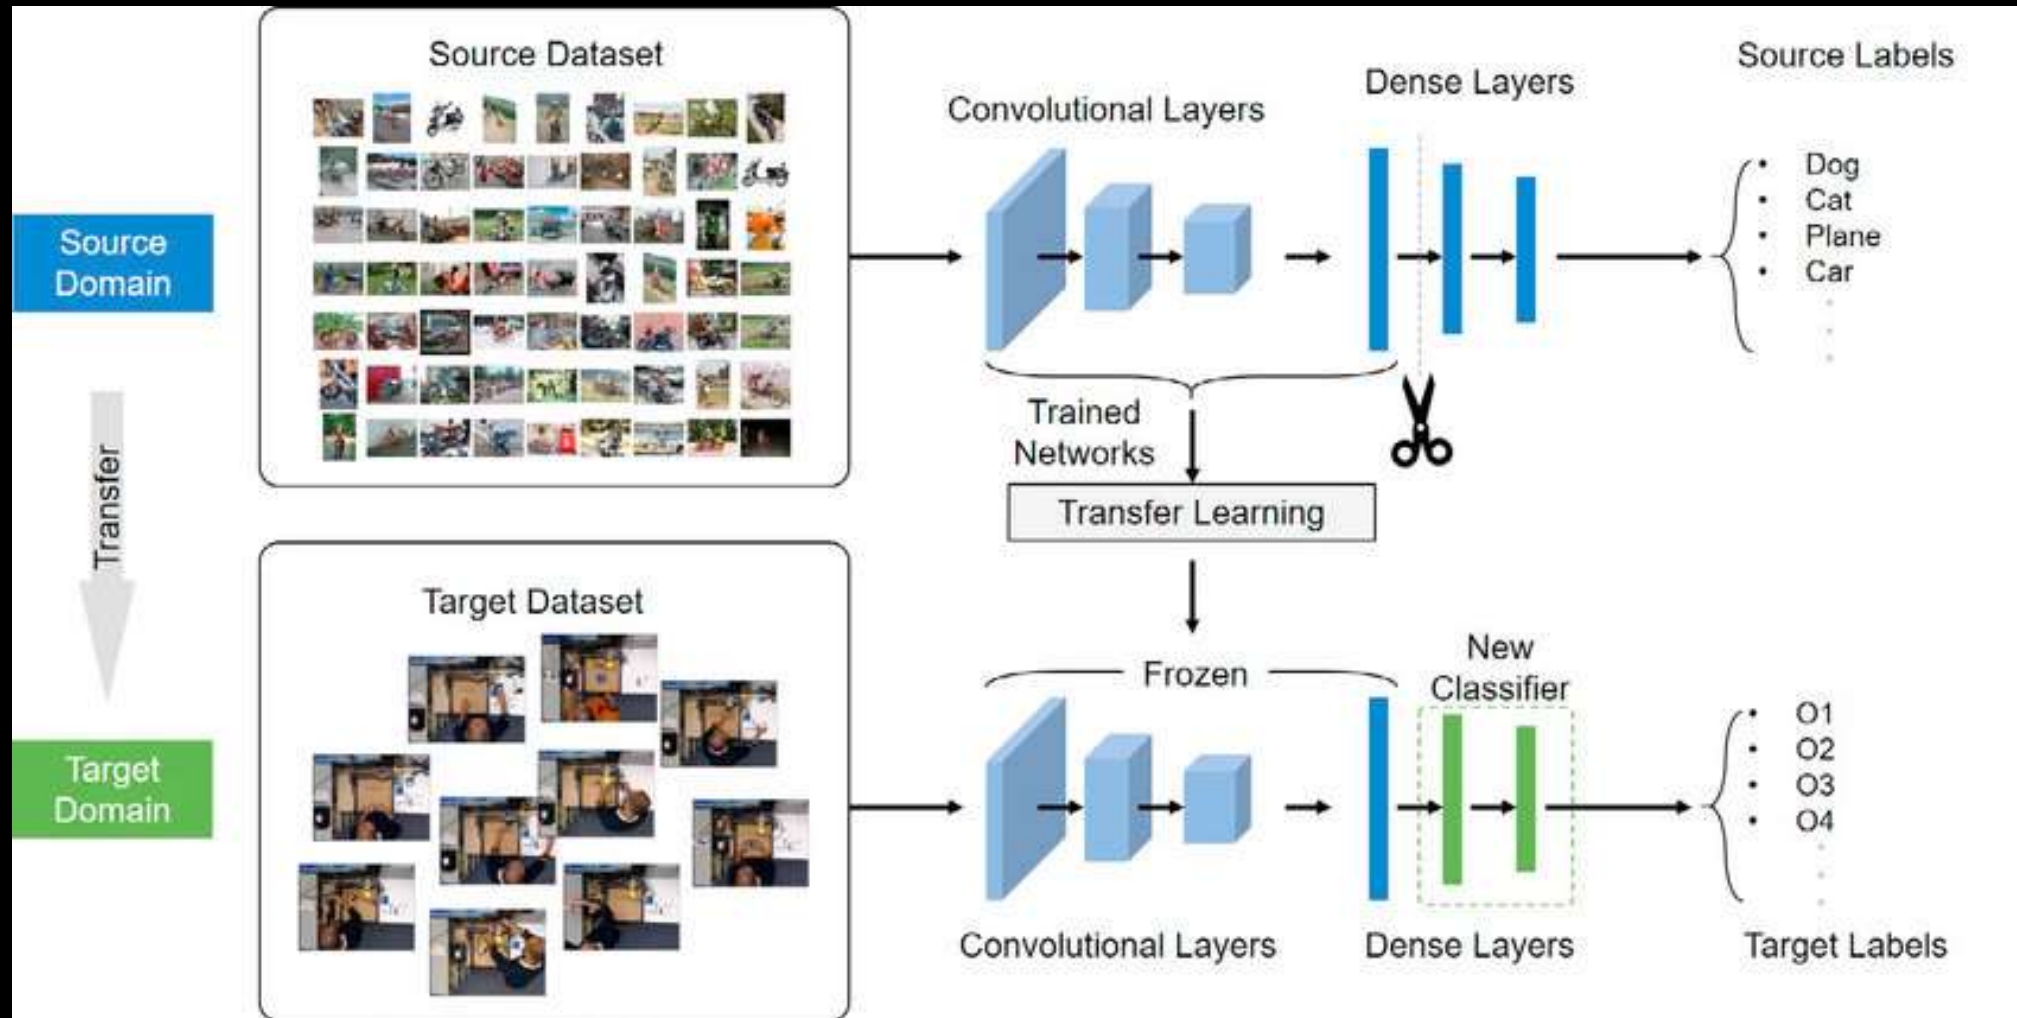 Source Dataset
Source Labels
Dense Layers
Convolutional Layers
• Dog
• Cat
• Plane
• Car
Source
Domain
Trained
Networks
Transfer Learning
Transfer
Target Dataset
Frozen
New
Classifier
• O1
• O2
• O3
• O4
Target
Domain
Convolutional Layers
Dense Layers
Target Labels